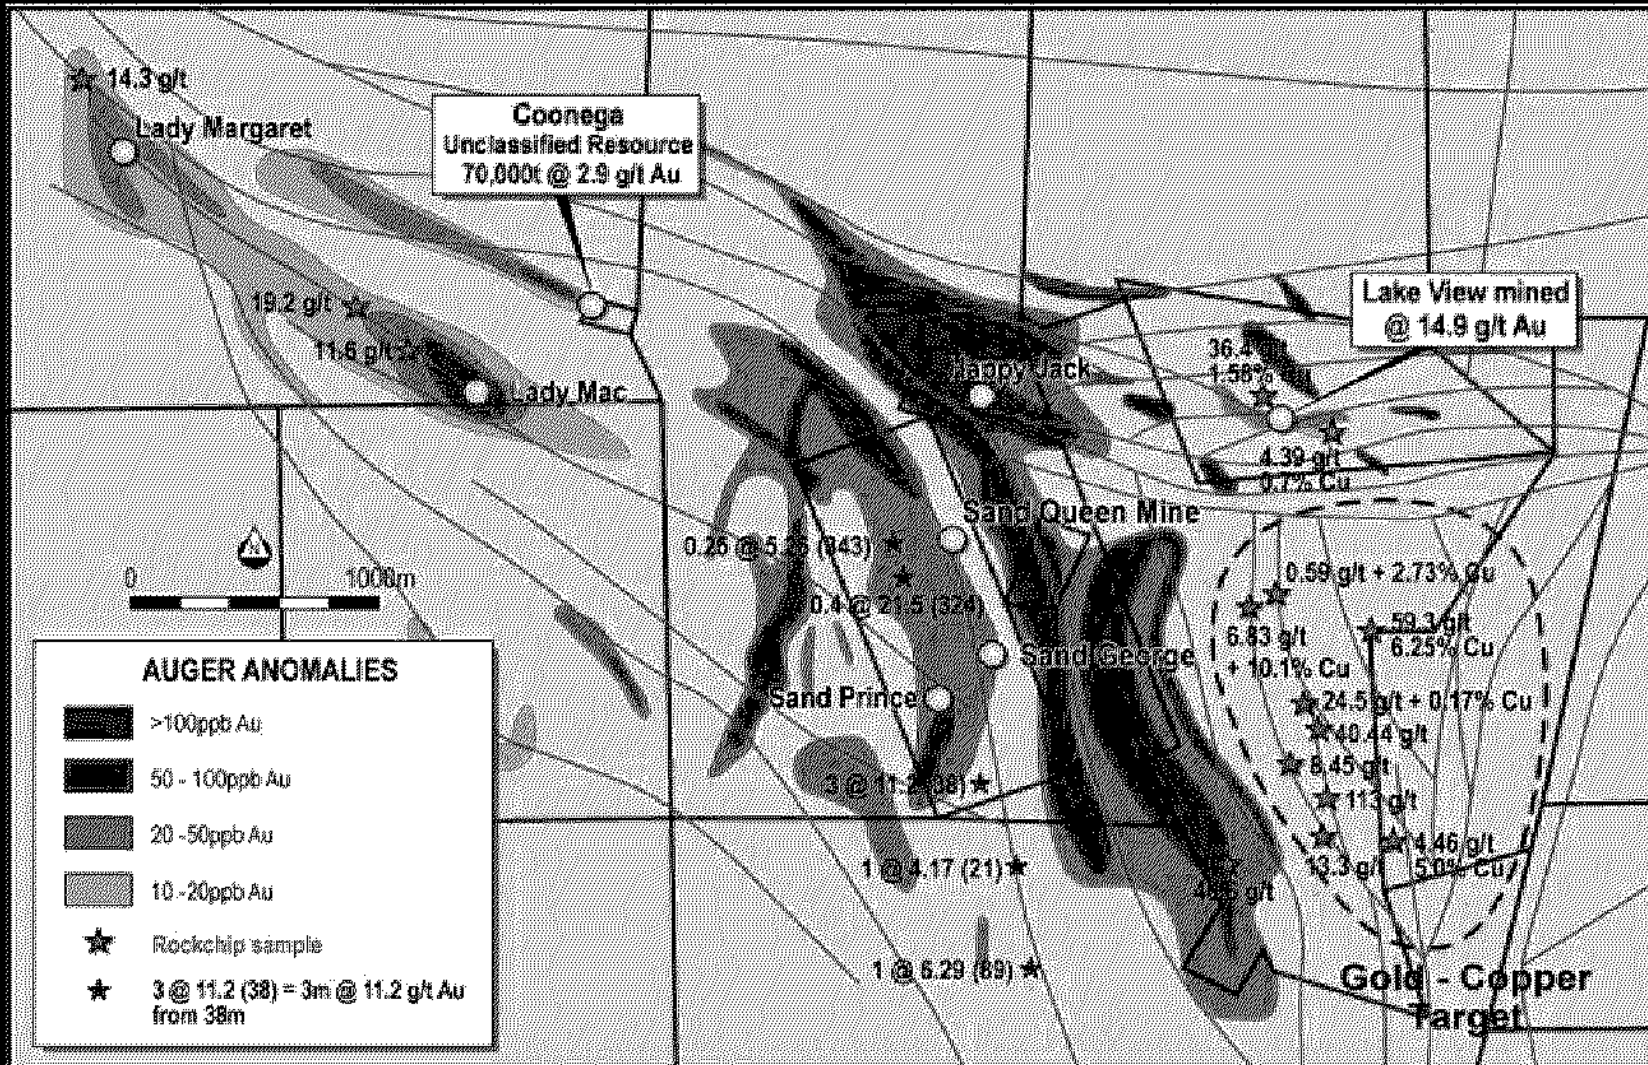 14.3 g/t
Lady Margaret
Coonega
Unclassified Resource
70,000t @ 2.9 g/t Au
19.2 g/t
11.6 g/t
Lady Mac
Happy Jack
Lake View mined
@ 14.9 g/t Au
36.4
1.58%
4.39 g/t
0.7% Cu
Sand Queen Mine
0.25 @ 5.25 (343)
0.4 @ 21.5 (324)
Sand George
Sand Prince
3 @ 11.2 (38)
1 @ 4.17 (21)
1 @ 6.29 (89)
g/t
0.59 g/t + 2.73% Cu
6.83 g/t
+ 10.1% Cu
59.3 g/t
6.25% Cu
24.5 g/t + 0.17% Cu
40.44 g/t
8.45 g/t
113 g/t
13.3 g/t
4.46 g/t
5.0% Cu
Gold - Copper
Target
N
0
1000m
AUGER ANOMALIES
>100ppb Au
50 - 100ppb Au
20 -50ppb Au
10 -20ppb Au
Rockchip sample
3 @ 11.2 (38) = 3m @ 11.2 g/t Au
from 38m